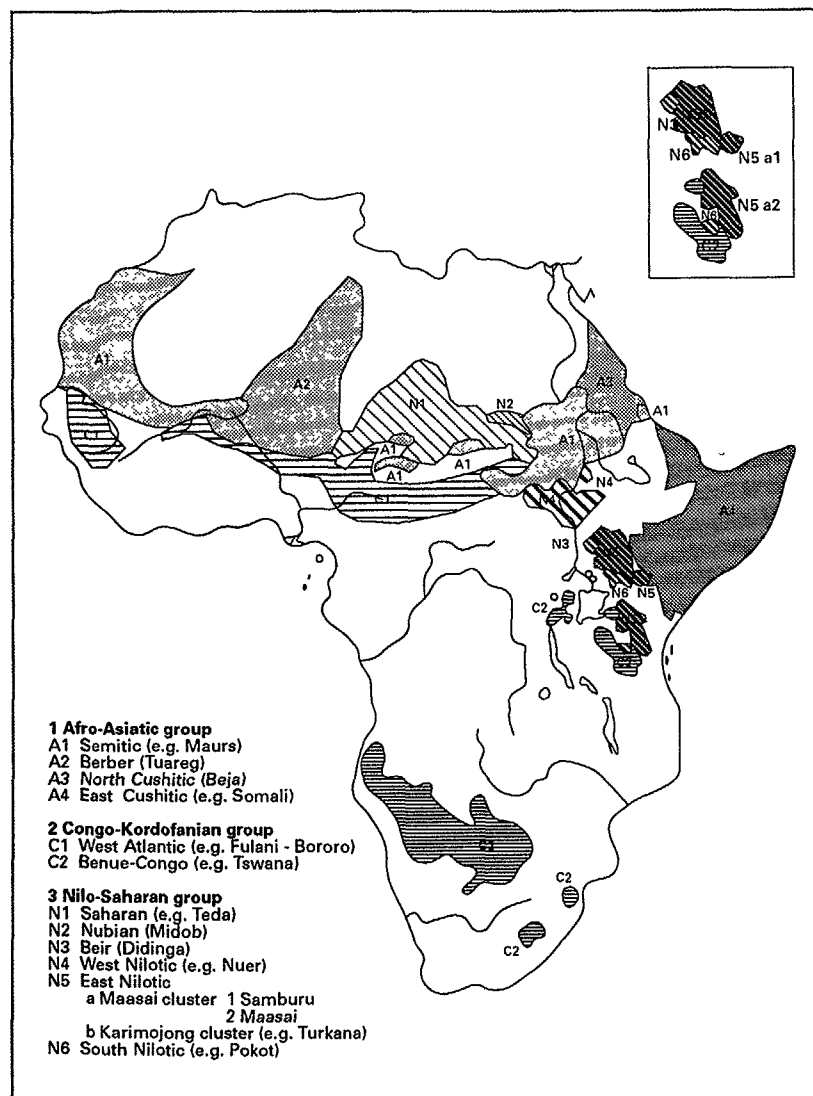 N3
N6
N5 a1
N5 a2
N6
C2
A1
A2
N1
N2
A3
A1
A1
A1
A1
A1
C1
C1
N4
N4
A4
N3
N6
N5
C2
C2
C2
C2
C2
1 Afro-Asiatic group
A1 Semitic (e.g. Maurs)
A2 Berber (Tuareg)
A3 North Cushitic (Beja)
A4 East Cushitic (e.g. Somali)
2 Congo-Kordofanian group
C1 West Atlantic (e.g. Fulani - Bororo)
C2 Benue-Congo (e.g. Tswana)
3 Nilo-Saharan group
N1 Saharan (e.g. Teda)
N2 Nubian (Midob)
N3 Beir (Didinga)
N4 West Nilotic (e.g. Nuer)
N5 East Nilotic
a Maasai cluster 1 Samburu
2 Maasai
b Karimojong cluster (e.g. Turkana)
N6 South Nilotic (e.g. Pokot)